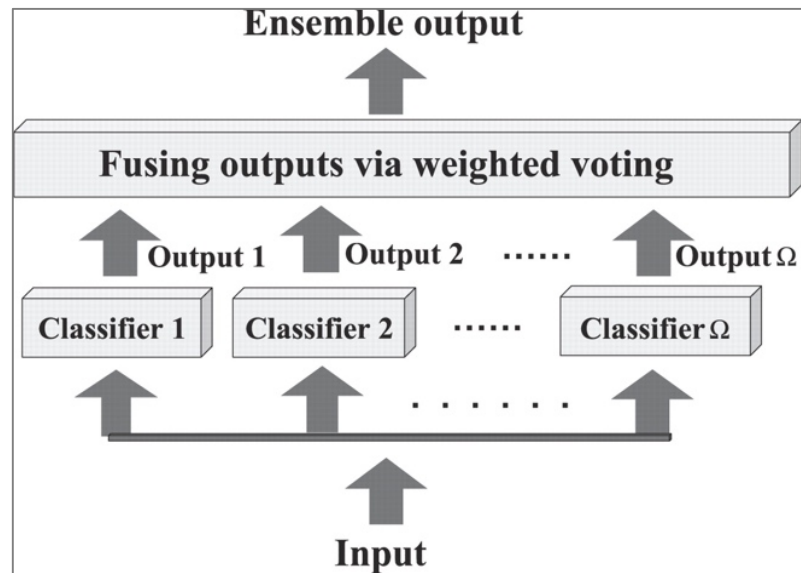 Ensemble output
Fusing outputs via weighted voting
Output 1 Output 2 ...... Output Ω
Classifier 1 Classifier 2 ...... Classifier Ω
. . . . . .
Input